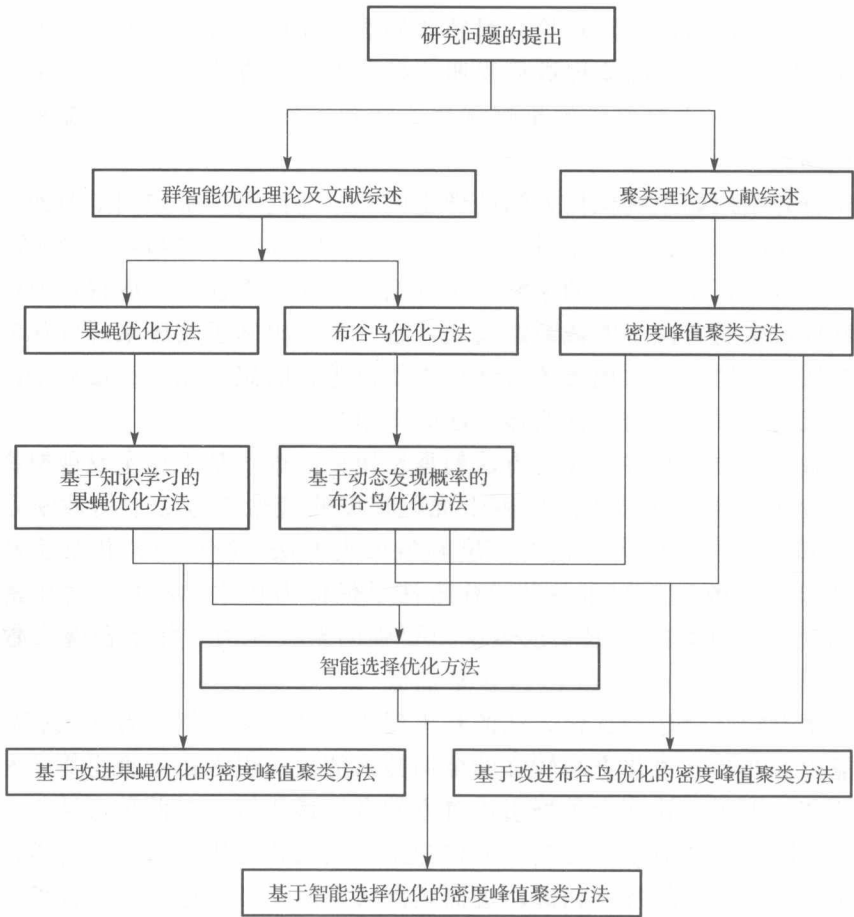 研究问题的提出
群智能优化理论及文献综述
聚类理论及文献综述
果蝇优化方法
布谷鸟优化方法
密度峰值聚类方法
基于知识学习的
果蝇优化方法
基于动态发现概率的
布谷鸟优化方法
智能选择优化方法
基于改进果蝇优化的密度峰值聚类方法
基于改进布谷鸟优化的密度峰值聚类方法
基于智能选择优化的密度峰值聚类方法